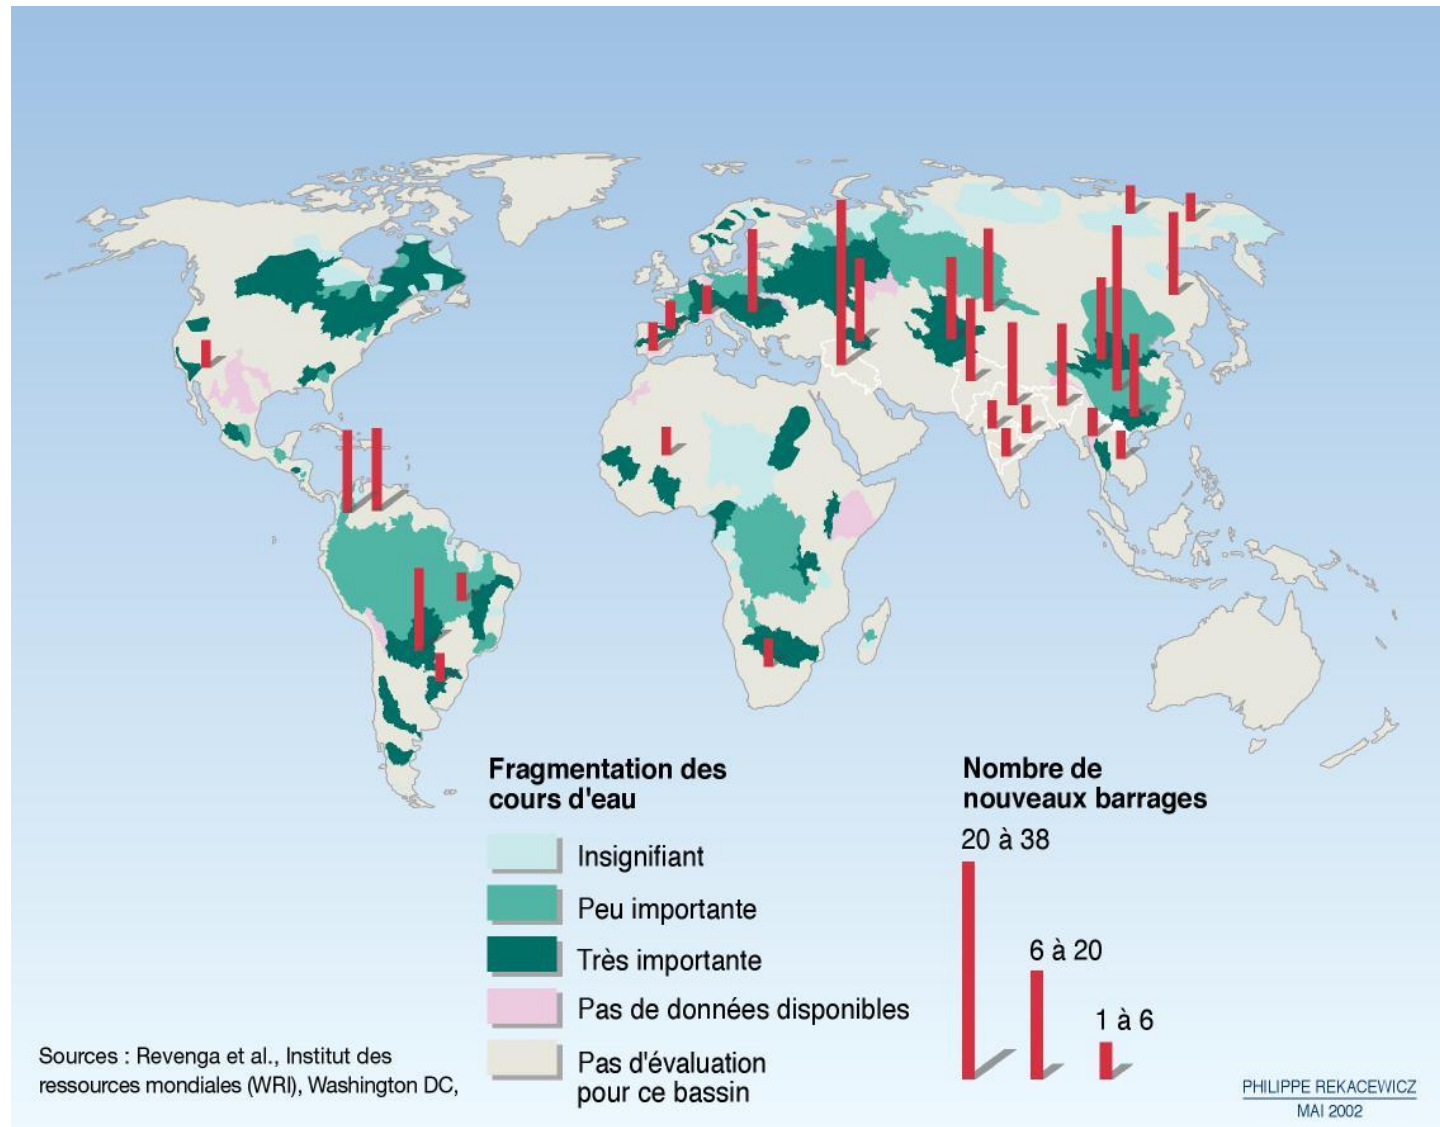 Fragmentation des
cours d'eau
Insignifiant
Peu importante
Très importante
Pas de données disponibles
Pas d'évaluation
pour ce bassin
Nombre de
nouveaux barrages
20 à 38
6 à 20
1 à 6
Sources : Revenga et al., Institut des
ressources mondiales (WRI), Washington DC,
PHILIPPE REKACEWICZ
MAI 2002